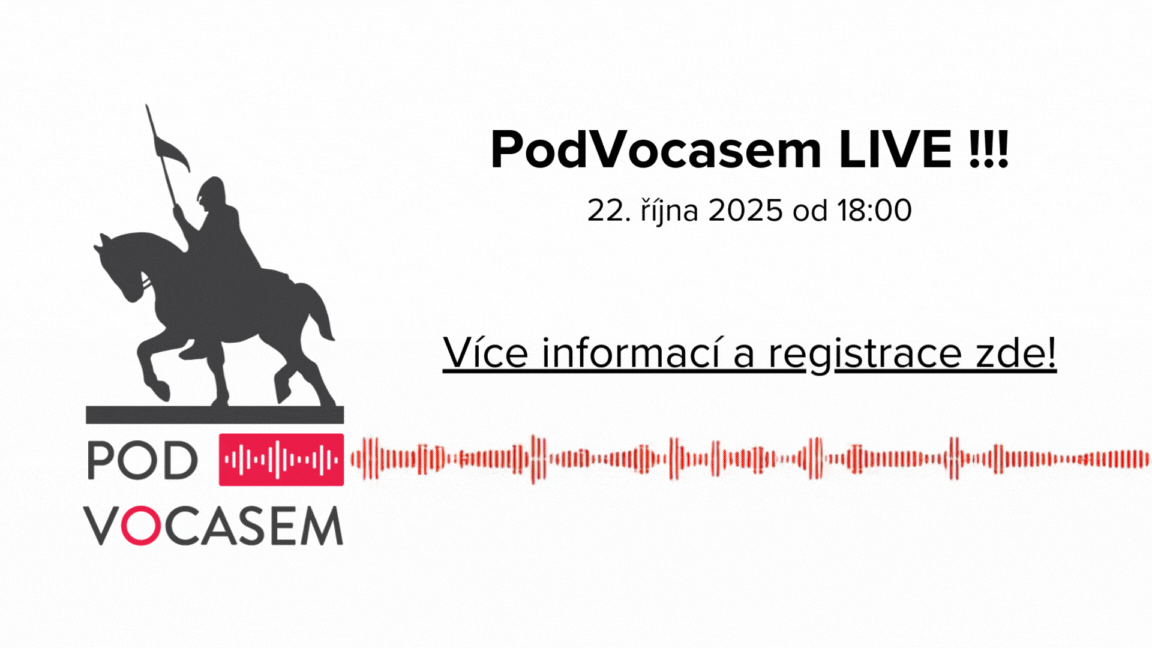 PodVocasem LIVE !!!
22. října 2025 od 18:00
Více informací a registrace zde!
POD
VOCASEM